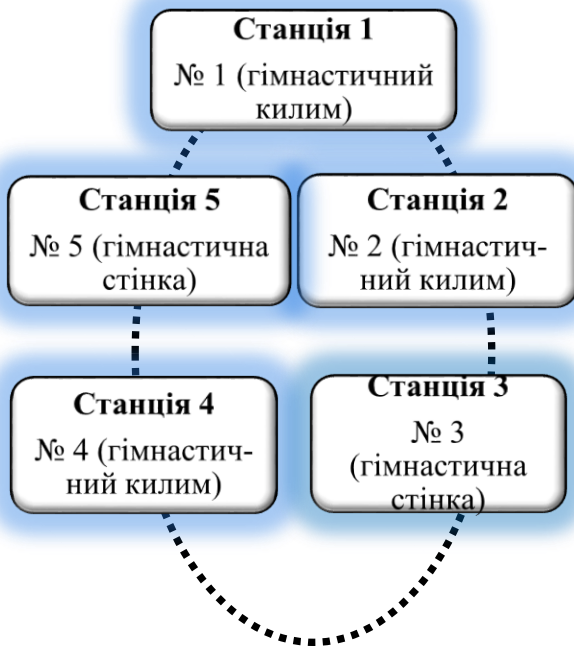 Станція 1
№ 1 (гімнастичний
килим)
Станція 5
№ 5 (гімнастична
стінка)
Станція 2
№ 2 (гімнастич-
ний килим)
Станція 4
№ 4 (гімнастич-
ний килим)
Станція 3
№ 3
(гімнастична
стінка)